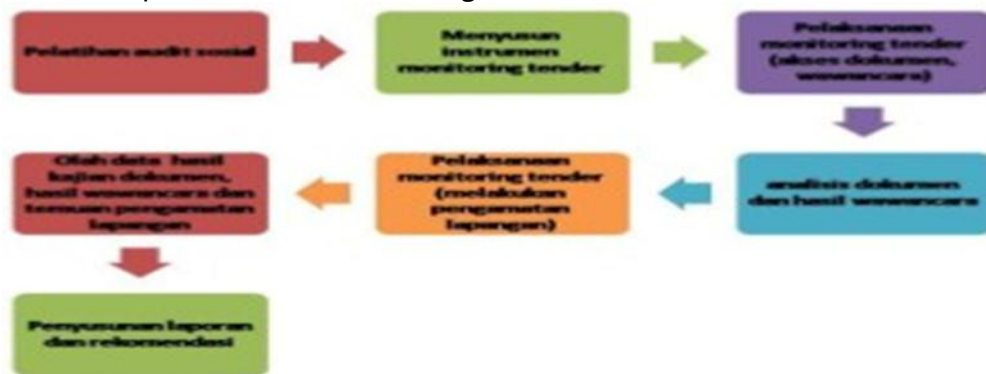 Pelatihan audit sosial
Menyusun
instrumen
monitoring tender
Pelaksanaan
monitoring tender
(akses dokumen,
wawancara)
analisis dokumen
dan hasil wawancara
Pelaksanaan
monitoring tender
(melakukan
pengamatan
lapangan)
Olah data hasil
kajian dokumen,
hasil wawancara dan
temuan pengamatan
lapangan
Penyusunan laporan
dan rekomendasi